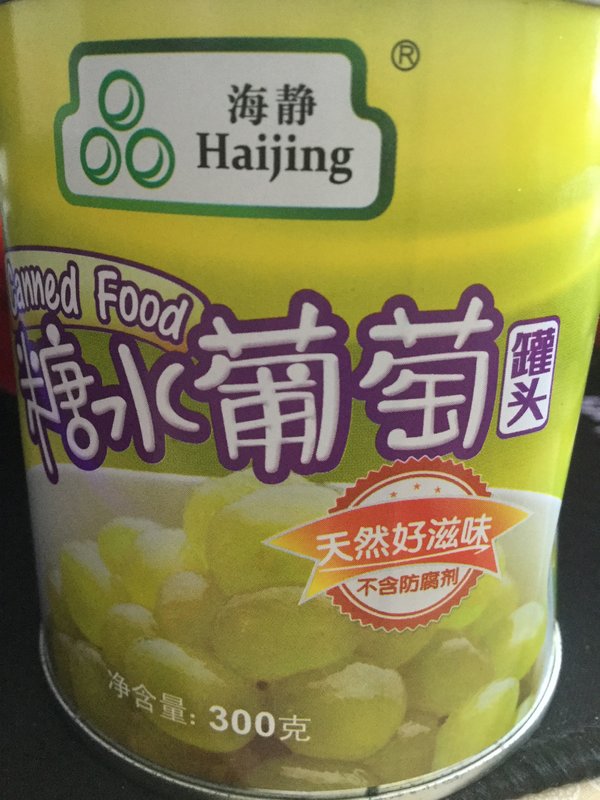 ®
海静
Haijing
Canned Food
糖水葡萄
罐头
天然好滋味
不含防腐剂
净含量: 300克